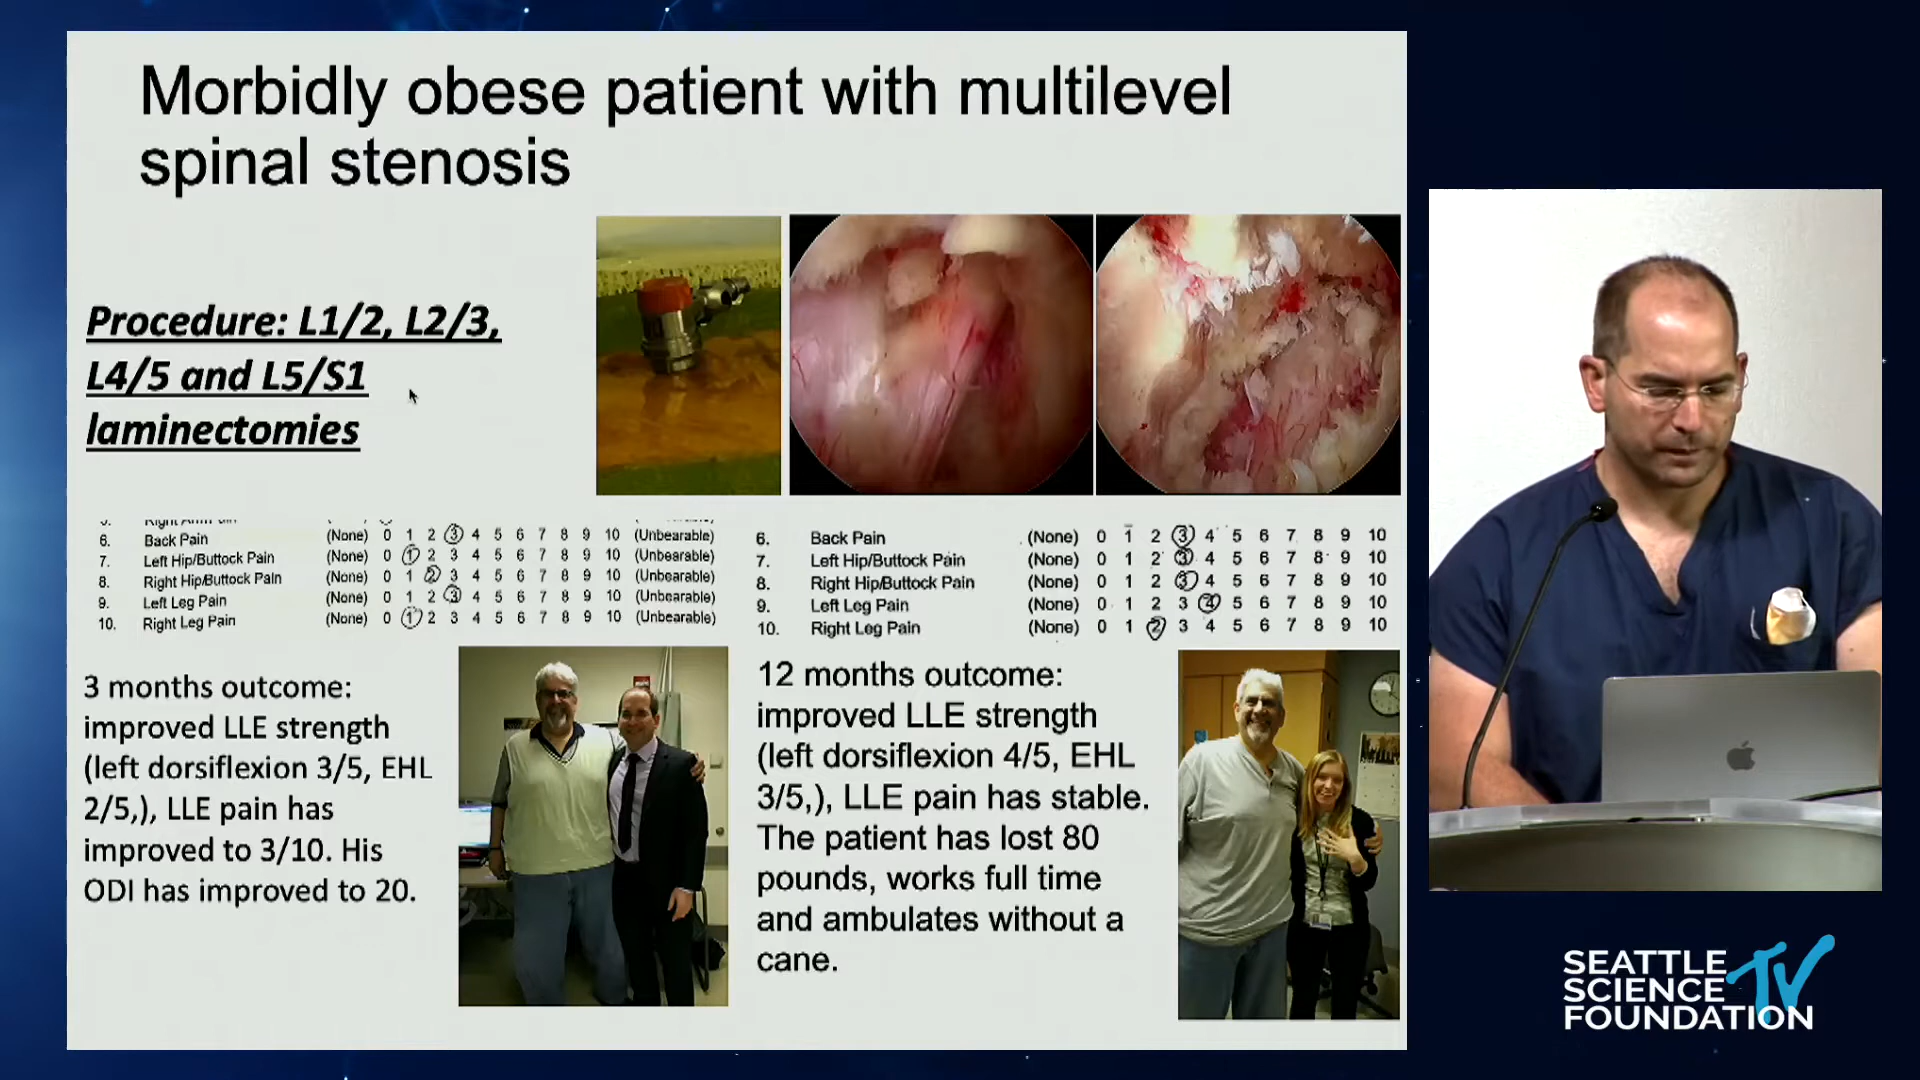 Morbidly obese patient with multilevel
spinal stenosis
Procedure: L1/2, L2/3,
L4/5 and L5/S1
laminectomies
6. Back Pain (None) 0 1 2 3 4 5 6 7 8 9 10 (Unbearable)
7. Left Hip/Buttock Pain (None) 0 1 2 3 4 5 6 7 8 9 10 (Unbearable)
8. Right Hip/Buttock Pain (None) 0 1 2 3 4 5 6 7 8 9 10 (Unbearable)
9. Left Leg Pain (None) 0 1 2 3 4 5 6 7 8 9 10 (Unbearable)
10. Right Leg Pain (None) 0 1 2 3 4 5 6 7 8 9 10 (Unbearable)
6. Back Pain (None) 0 1 2 3 4 5 6 7 8 9 10
7. Left Hip/Buttock Pain (None) 0 1 2 3 4 5 6 7 8 9 10
8. Right Hip/Buttock Pain (None) 0 1 2 3 4 5 6 7 8 9 10
9. Left Leg Pain (None) 0 1 2 3 4 5 6 7 8 9 10
10. Right Leg Pain (None) 0 1 2 3 4 5 6 7 8 9 10
3 months outcome:
improved LLE strength
(left dorsiflexion 3/5, EHL
2/5,), LLE pain has
improved to 3/10. His
ODI has improved to 20.
12 months outcome:
improved LLE strength
(left dorsiflexion 4/5, EHL
3/5,), LLE pain has stable.
The patient has lost 80
pounds, works full time
and ambulates without a
cane.
SEATTLE
SCIENCE
FOUNDATION
TV